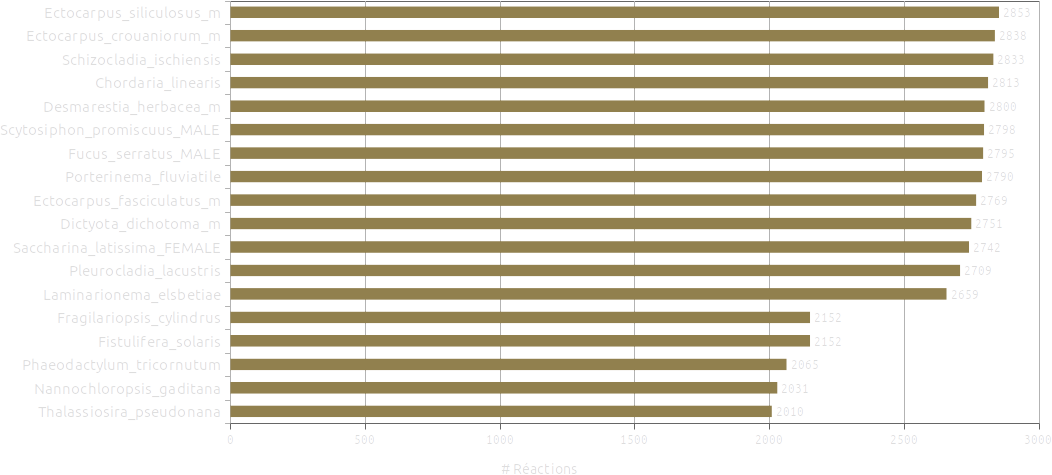 Ectocarpus_siliculosus_m 2853
Ectocarpus_crouaniorum_m 2838
Schizocladia_ischiensis 2833
Chordaria_linearis 2813
Desmarestia_herbacea_m 2800
Scytosiphon_promiscuus_MALE 2798
Fucus_serratus_MALE 2795
Porterinema_fluviatile 2790
Ectocarpus_fasciculatus_m 2769
Dictyota_dichotoma_m 2751
Saccharina_latissima_FEMALE 2742
Pleurocladia_lacustris 2709
Laminarionema_elsbetiae 2659
Fragilariopsis_cylindrus 2152
Fistulifera_solaris 2152
Phaeodactylum_tricornutum 2065
Nannochloropsis_gaditana 2031
Thalassiosira_pseudonana 2010
0 500 1000 1500 2000 2500 3000
# Réactions